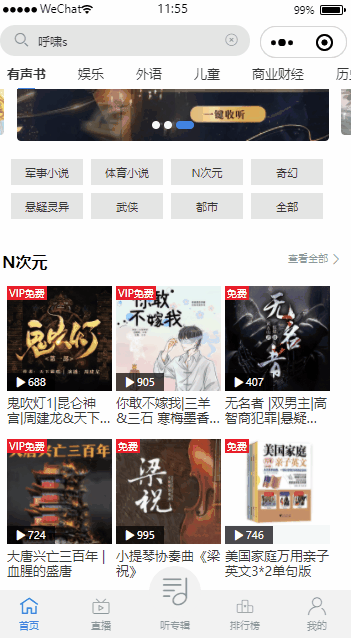 WeChat
11:55
99%
呼啸s
有声书 娱乐 外语 儿童 商业财经 历
一键收听
军事小说 体育小说 N次元 奇幻
悬疑灵异 武侠 都市 全部
N次元
查看全部
VIP免费
鬼吹灯
《第一部》
688
鬼吹灯1|昆仑神
宫|周建龙&天下...
VIP免费
你敢
不嫁我
905
你敢不嫁我|三羊
&三石 寒梅墨香...
免费
无名者
407
无名者 |双男主|高
智商犯罪|悬疑...
VIP免费
大唐兴亡三百年
724
大唐兴亡三百年 |
血腥的盛唐
梁祝
995
小提琴协奏曲《梁
祝》
免费
美国家庭
亲子英文
746
美国家庭万用亲子
英文3*2单句版
首页
直播
听专辑
排行榜
我的